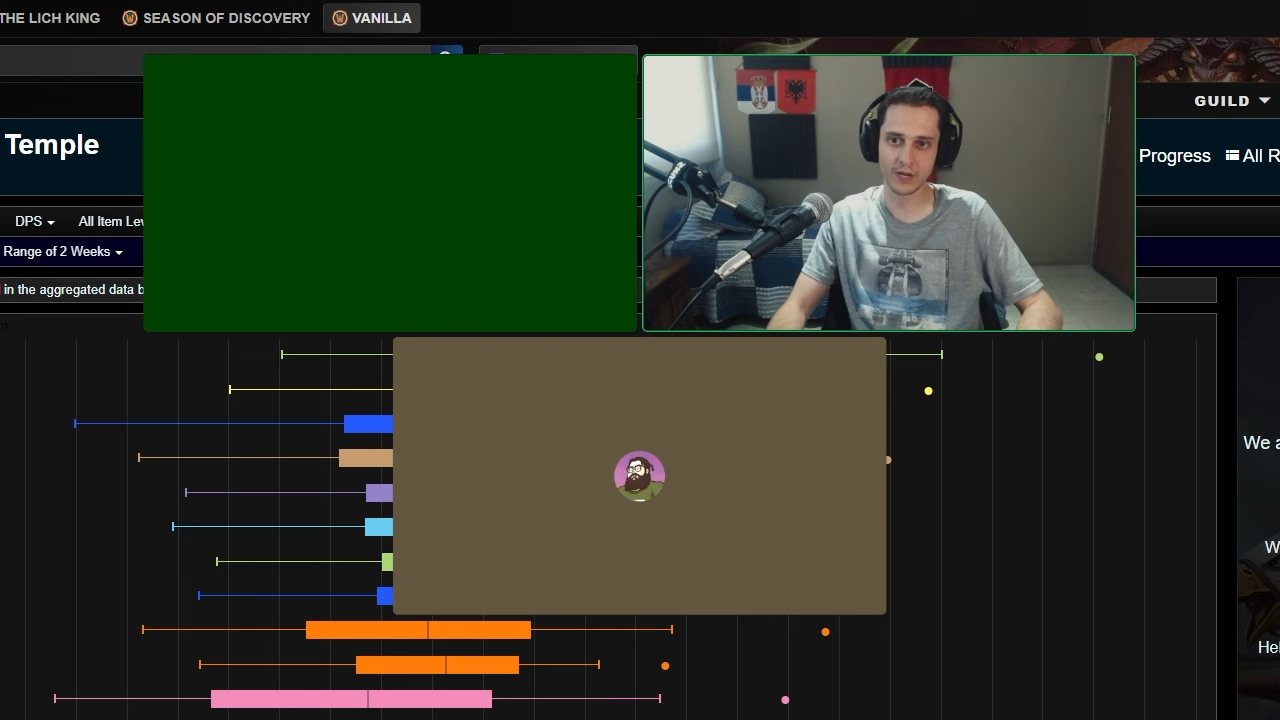 THE LICH KING
SEASON OF DISCOVERY
VANILLA
GUILD
Temple
Progress
All R
DPS
All Item Lev
Range of 2 Weeks
in the aggregated data b
We a
W
Hel